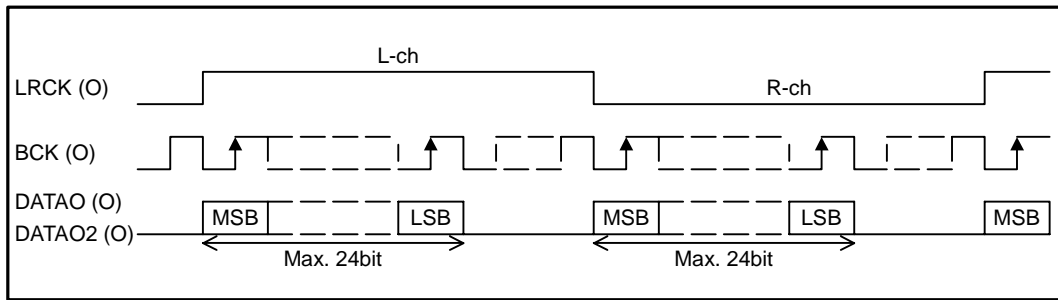 L-ch
LRCK (O)
R-ch
BCK (O)
DATAO (O)
MSB LSB MSB LSB MSB
DATAO2 (O)
Max. 24bit Max. 24bit